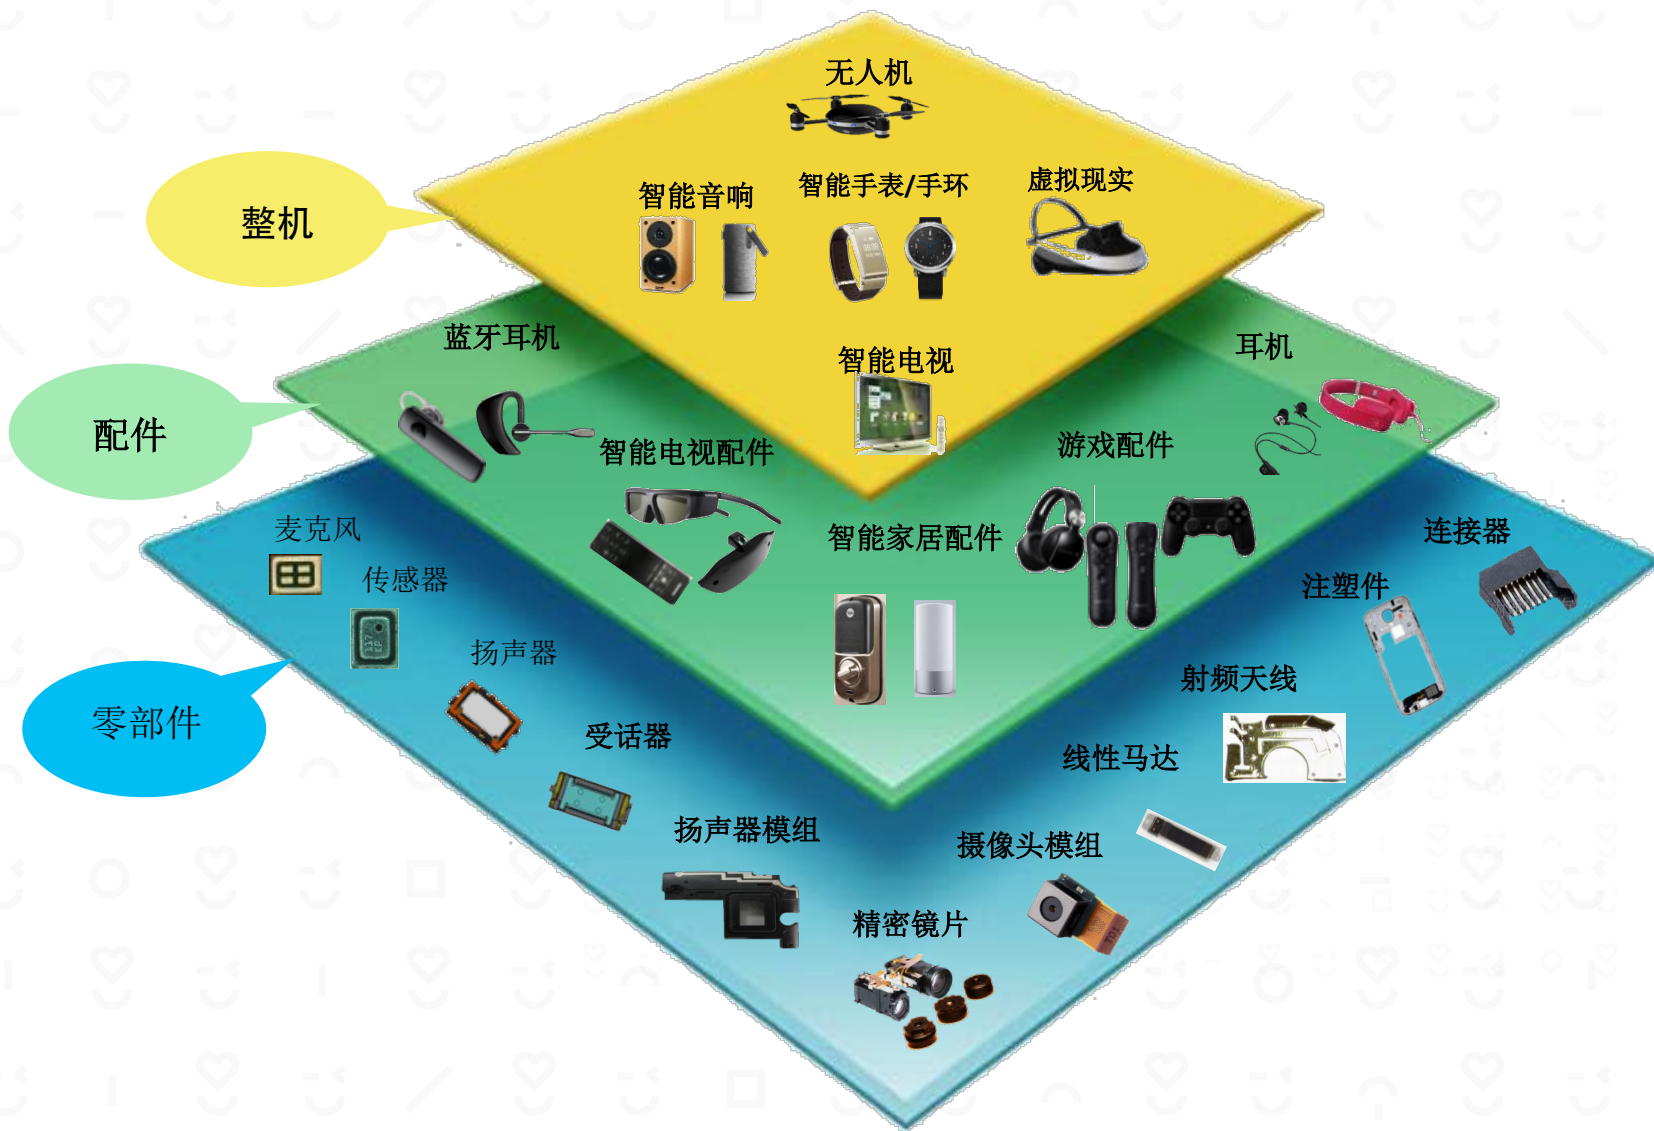 无人机
智能音响
智能手表/手环
虚拟现实
整机
智能电视
蓝牙耳机
耳机
配件
智能电视配件
游戏配件
智能家居配件
麦克风
传感器
扬声器
零部件
受话器
扬声器模组
精密镜片
摄像头模组
线性马达
射频天线
注塑件
连接器